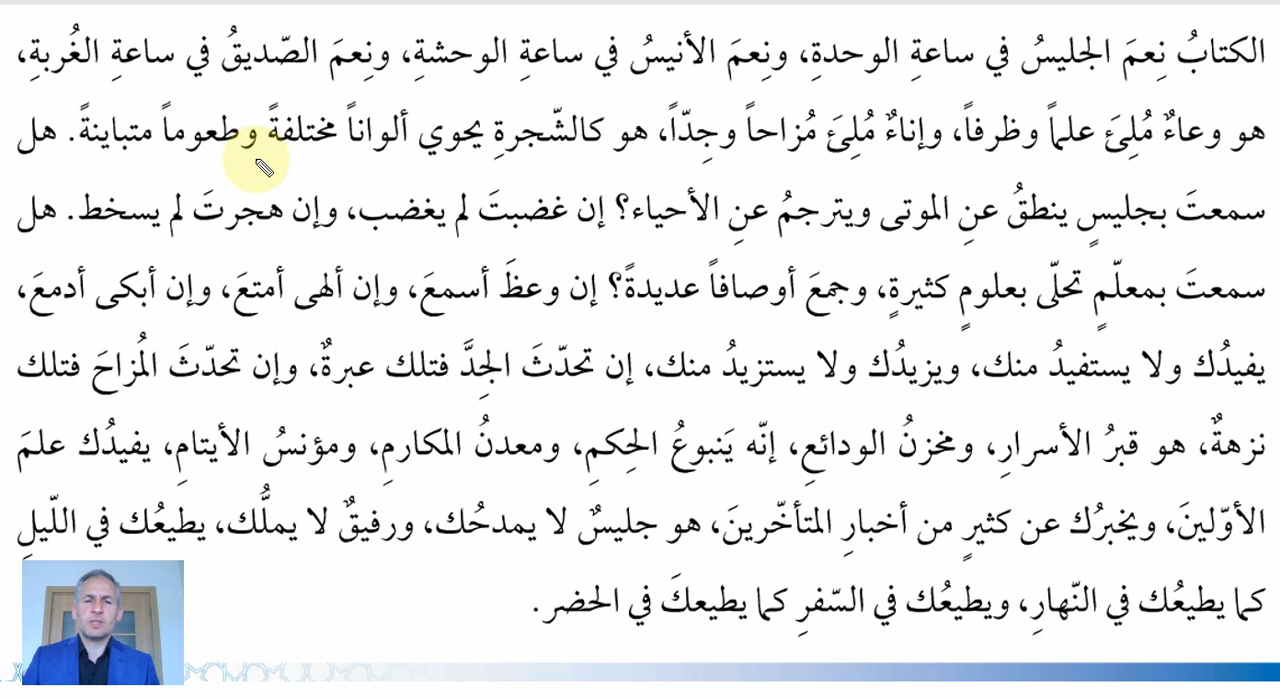 الكتابُ نِعمَ الجليسُ في ساعةِ الوحدةِ، ونِعمَ الأنيسُ في ساعةِ الوحشةِ، ونِعمَ الصّديقُ في ساعةِ الغُربةِ،
هو وعاءٌ مُلِئَ علماً وظرفاً، وإناءٌ مُلِئَ مُزاحاً وجِدّاً، هو كالشّجرةِ يحوي ألواناً مختلفةً وطعوماً متباينةً. هل
سمعتَ بجليسٍ ينطقُ عنِ الموتى ويترجمُ عنِ الأحياء؟ إن غضبتَ لم يغضب، وإن هجرتَ لم يسخط. هل
سمعتَ بمعلّمٍ تحلّى بعلومٍ كثيرةٍ، وجمعَ أوصافاً عديدةً؟ إن وعظَ أسمعَ، وإن ألهى أمتعَ، وإن أبكى أدمعَ،
يفيدُك ولا يستفيدُ منك، ويزيدُك ولا يستزيدُ منك، إن تحدّثَ الجِدَّ فتلك عبرةٌ، وإن تحدّثَ المُزاحَ فتلك
نزهةٌ، هو قبرُ الأسرارِ، ومخزنُ الودائعِ، إنّه يَنبوعُ الحِكمِ، ومعدنُ المكارمِ، ومؤنسُ الأيتامِ، يفيدُك علمَ
الأوّلينَ، ويخبرُك عن كثيرٍ من أخبارِ المتأخّرينَ، هو جليسٌ لا يمدحُك، ورفيقٌ لا يملُّك، يطيعُك في اللّيلِ
كما يطيعُك في النّهارِ، ويطيعُك في السّفرِ كما يطيعكَ في الحضر.